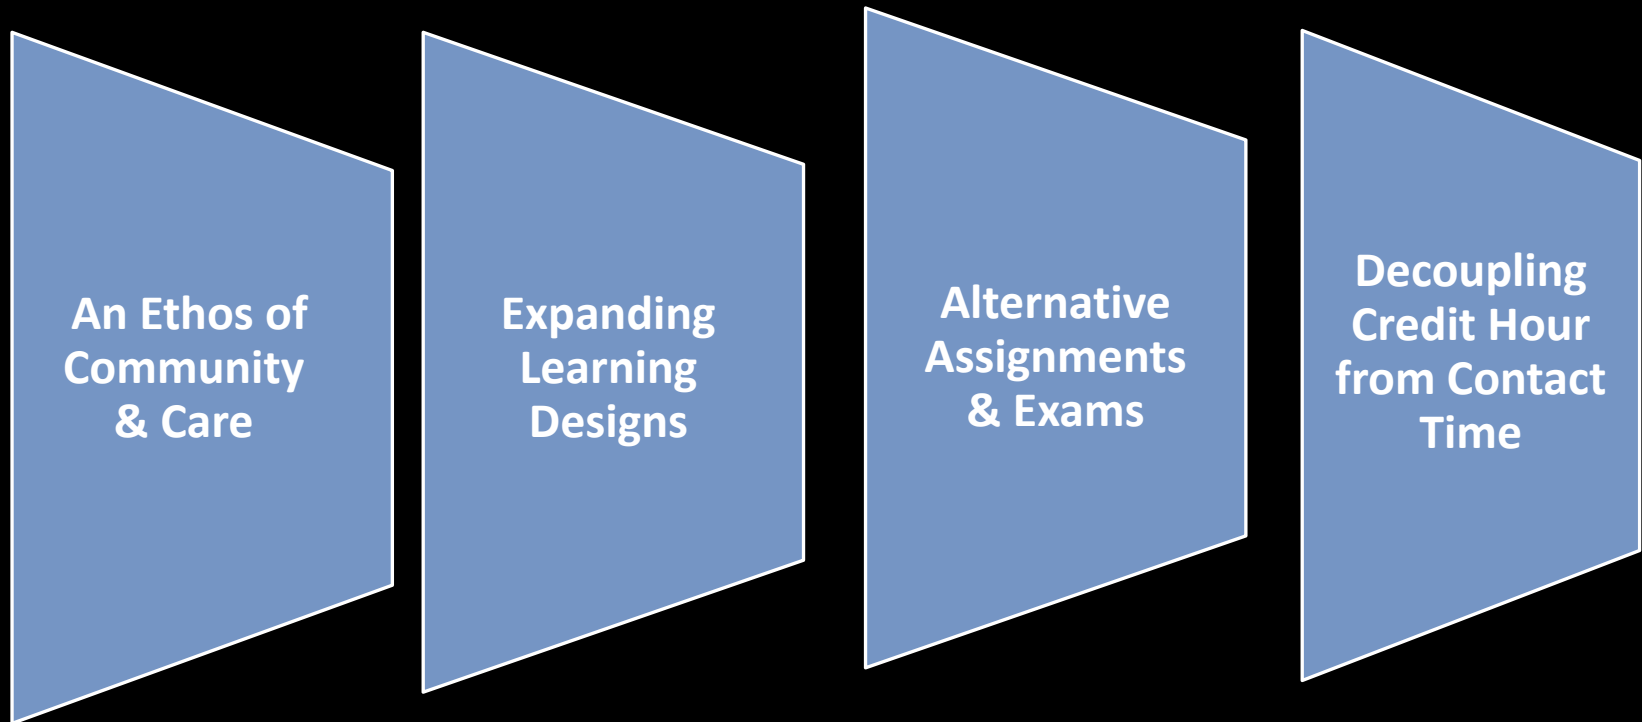 An Ethos of
Community
& Care
Expanding
Learning
Designs
Alternative
Assignments
& Exams
Decoupling
Credit Hour
from Contact
Time